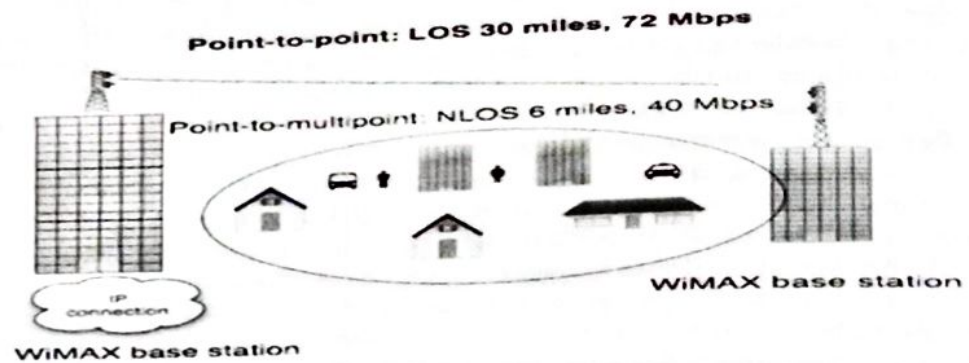 Point-to-point: LOS 30 miles, 72 Mbps
Point-to-multipoint: NLOS 6 miles, 40 Mbps
IP
connection
WiMAX base station
WiMAX base station